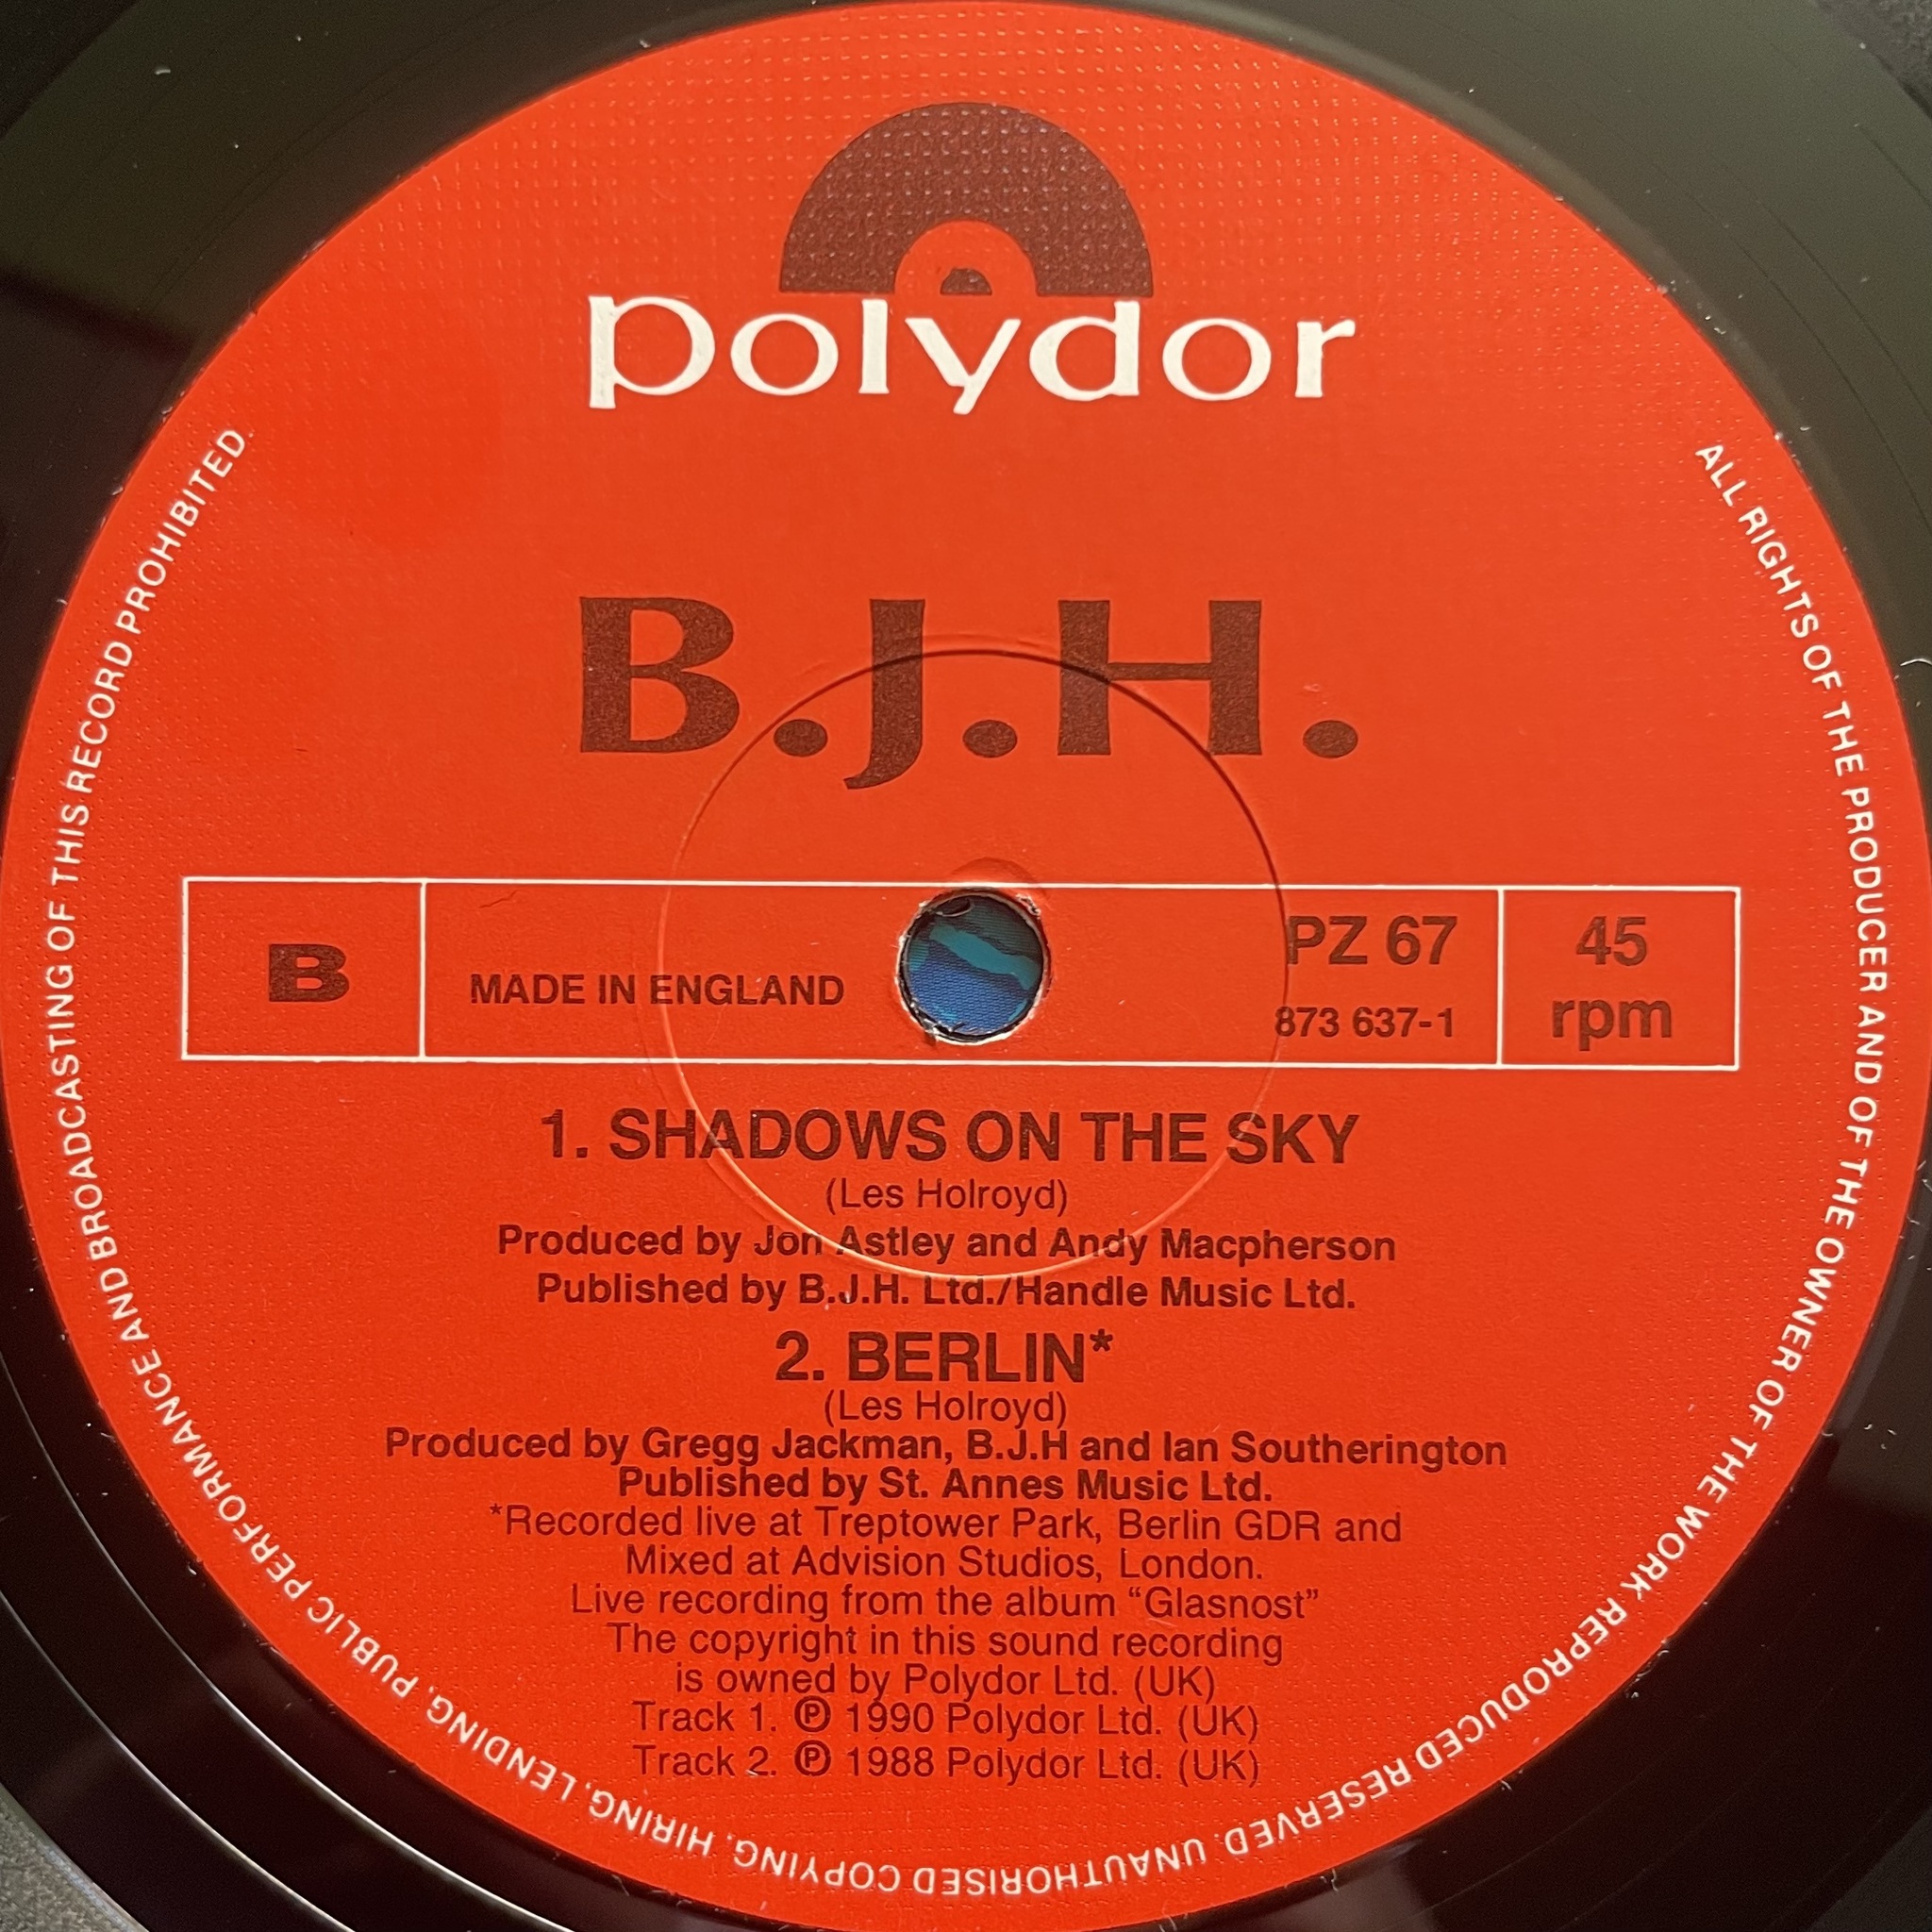 polydor
B.J.H.
B
MADE IN ENGLAND
PZ 67
873 637-1
45
rpm
1. SHADOWS ON THE SKY
(Les Holroyd)
Produced by Jon Astley and Andy Macpherson
Published by B.J.H. Ltd./Handle Music Ltd.
2. BERLIN*
(Les Holroyd)
Produced by Gregg Jackman, B.J.H and Ian Southerington
Published by St. Annes Music Ltd.
*Recorded live at Treptower Park, Berlin GDR and
Mixed at Advision Studios, London.
Live recording from the album “Glasnost”
The copyright in this sound recording
is owned by Polydor Ltd. (UK)
Track 1. ℗ 1990 Polydor Ltd. (UK)
Track 2. ℗ 1988 Polydor Ltd. (UK)
ALL RIGHTS OF THE PRODUCER AND OF THE OWNER OF THE WORK REPRODUCED RESERVED. UNAUTHORISED COPYING, HIRING, LENDING, PUBLIC PERFORMANCE AND BROADCASTING OF THIS RECORD PROHIBITED